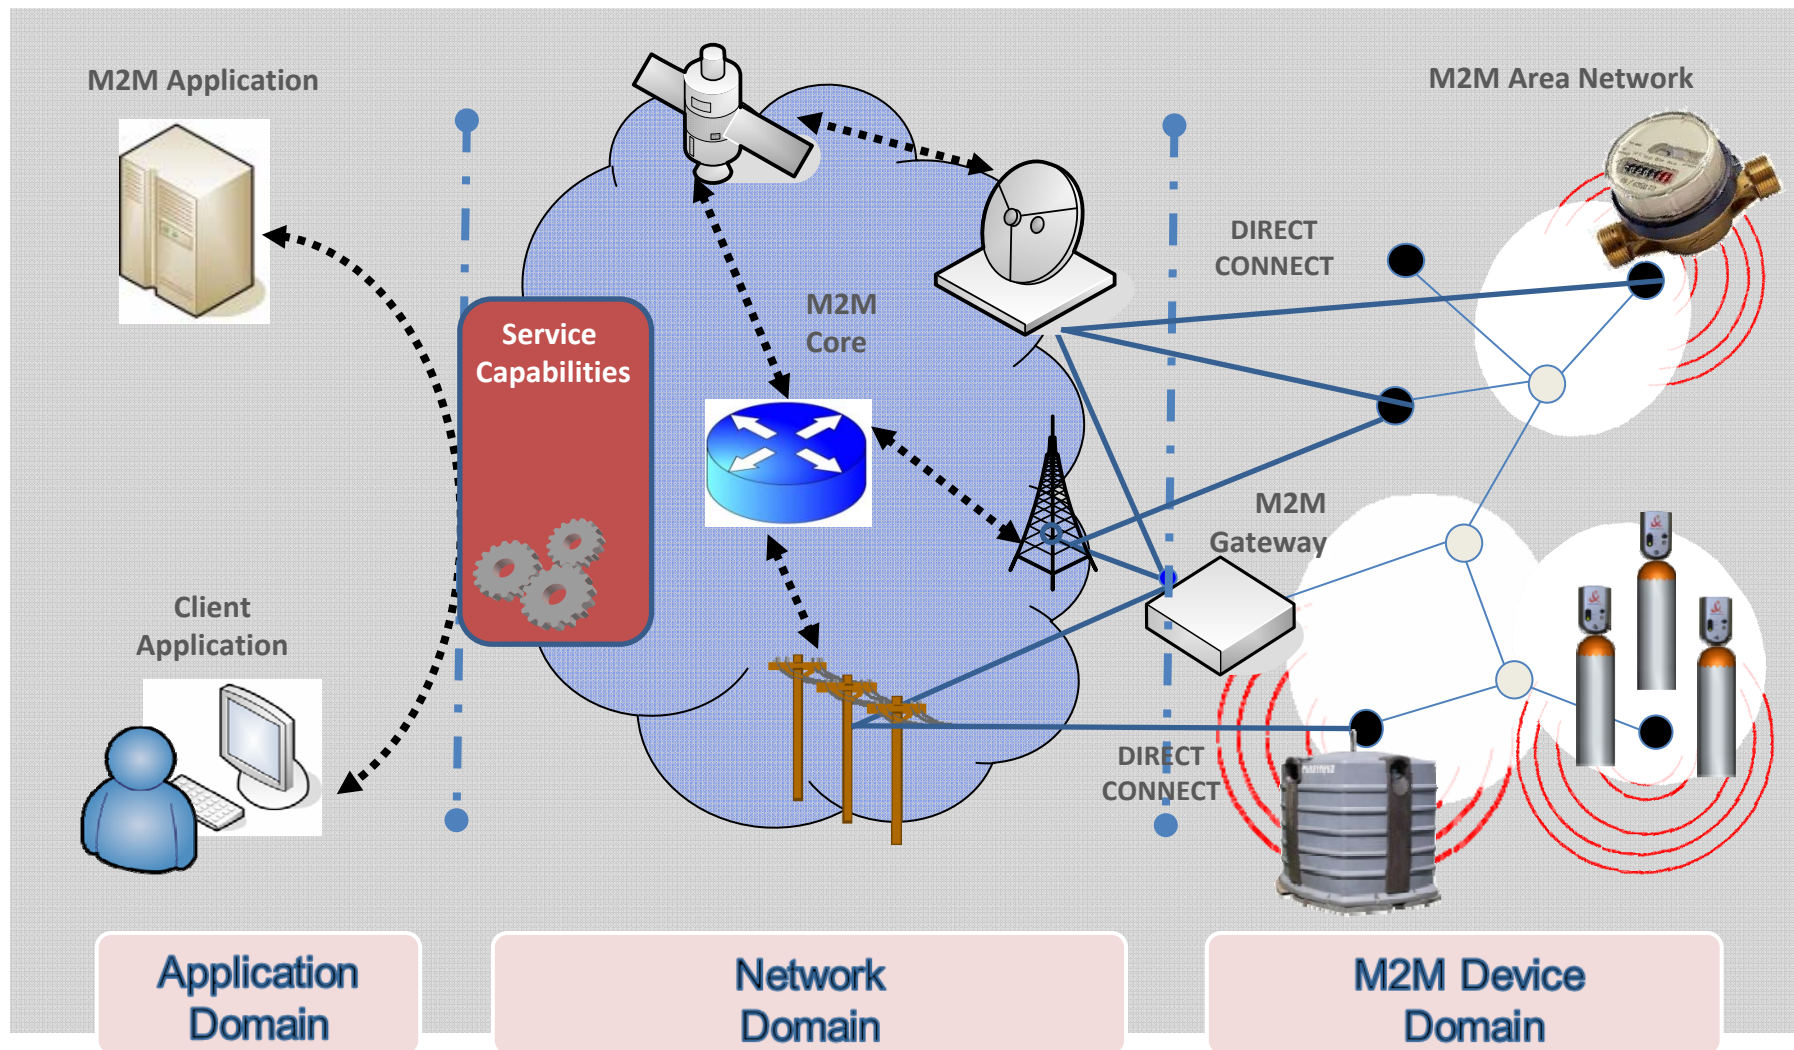 M2M Application
M2M Area Network
DIRECT
CONNECT
M2M
Core
Service
Capabilities
M2M
Gateway
Client
Application
DIRECT
CONNECT
Application
Domain
Network
Domain
M2M Device
Domain